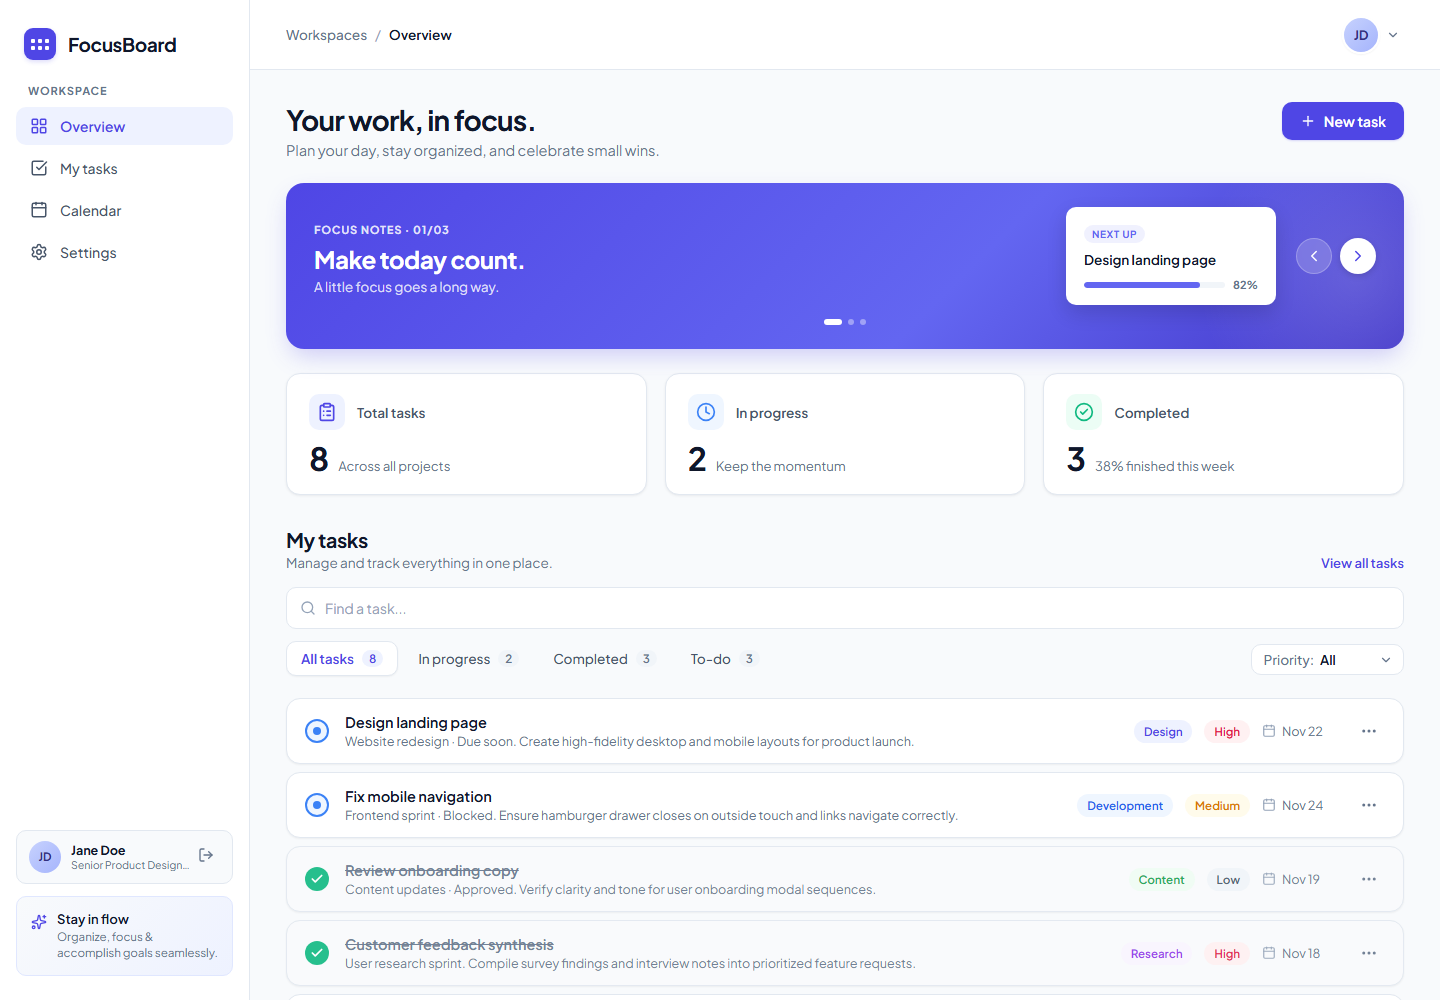 FocusBoard
WORKSPACE
Overview
My tasks
Calendar
Settings
JD
Jane Doe
Senior Product Design...
Stay in flow
Organize, focus &
accomplish goals seamlessly.
Workspaces / Overview
JD
Your work, in focus.
Plan your day, stay organized, and celebrate small wins.
New task
FOCUS NOTES · 01/03
Make today count.
A little focus goes a long way.
NEXT UP
Design landing page
82%
Total tasks
8 Across all projects
In progress
2 Keep the momentum
Completed
3 38% finished this week
My tasks
Manage and track everything in one place.
View all tasks
Find a task...
All tasks 8
In progress 2
Completed 3
To-do 3
Priority: All
Design landing page
Website redesign · Due soon. Create high-fidelity desktop and mobile layouts for product launch.
Design High Nov 22
Fix mobile navigation
Frontend sprint · Blocked. Ensure hamburger drawer closes on outside touch and links navigate correctly.
Development Medium Nov 24
Review onboarding copy
Content updates · Approved. Verify clarity and tone for user onboarding modal sequences.
Content Low Nov 19
Customer feedback synthesis
User research sprint. Compile survey findings and interview notes into prioritized feature requests.
Research High Nov 18